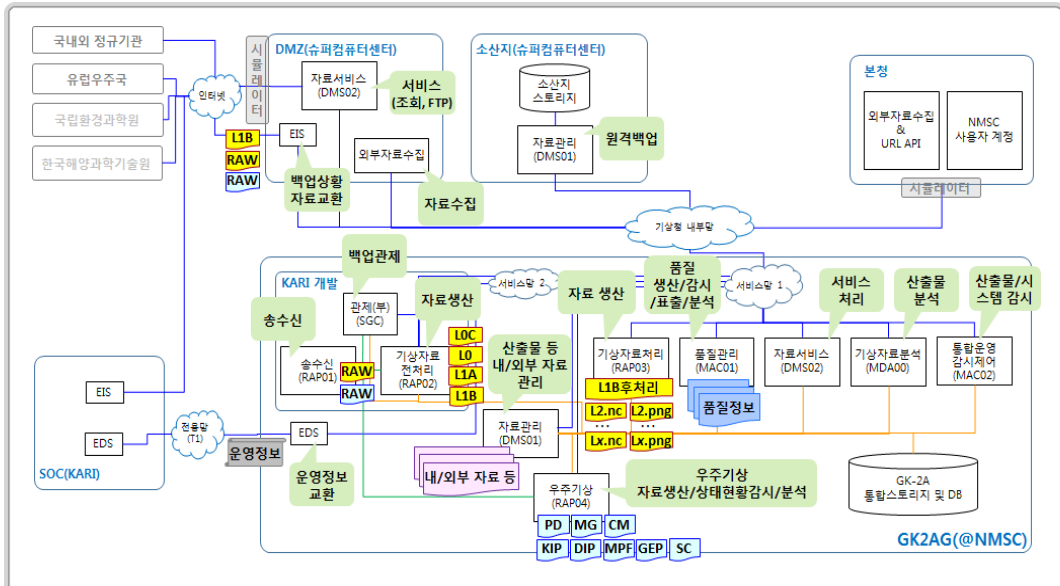 국내외 정규기관
유럽우주국
국립환경과학원
한국해양과학기술원
인터넷
시뮬레이터
DMZ(슈퍼컴퓨터센터)
자료서비스
(DMS02)
서비스
(조회, FTP)
EIS
L1B
RAW
RAW
백업상황
자료교환
외부자료수집
자료수집
소산지(슈퍼컴퓨터센터)
소산지
스토리지
자료관리
(DMS01)
원격백업
본청
외부자료수집
&
URL API
NMSC
사용자 계정
시뮬레이터
기상청 내부망
서비스망 2
서비스망 1
KARI 개발
백업관제
관제(부)
(SGC)
자료생산
송수신
송수신
(RAP01)
RAW
RAW
기상자료
전처리
(RAP02)
L0C
L0
L1A
L1B
산출물 등
내/외부 자료
관리
자료관리
(DMS01)
내/외부 자료 등
자료 생산
기상자료처리
(RAP03)
L1B후처리
L2.nc
L2.png
...
...
Lx.nc
Lx.png
품질
생산/감시
/표출/분석
품질관리
(MAC01)
품질정보
서비스
처리
자료서비스
(DMS02)
산출물
분석
기상자료분석
(MDA00)
산출물/시
스템 감시
통합운영
감시제어
(MAC02)
EIS
EDS
SOC(KARI)
전용망
(T1)
운영정보
EDS
운영정보
교환
우주기상
(RAP04)
우주기상
자료생산/상태현황감시/분석
PD
MG
CM
KIP
DIP
MPF
GEP
SC
GK-2A
통합스토리지 및 DB
GK2AG(@NMSC)